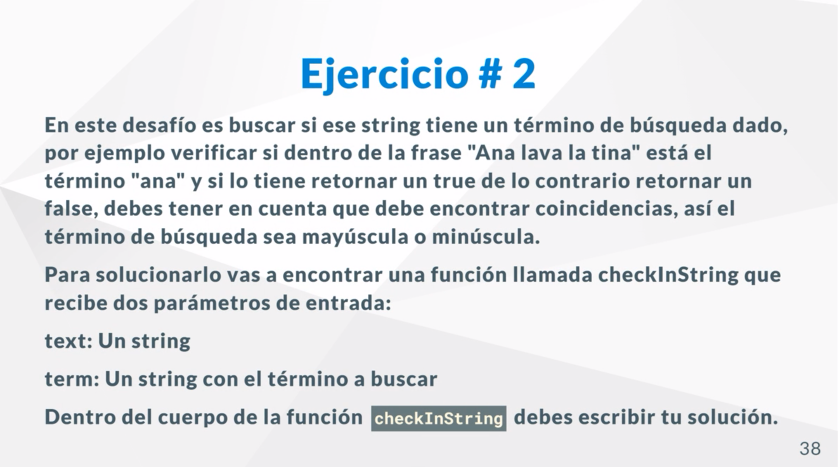 Ejercicio # 2
En este desafío es buscar si ese string tiene un término de búsqueda dado,
por ejemplo verificar si dentro de la frase "Ana lava la tina" está el
término "ana" y si lo tiene retornar un true de lo contrario retornar un
false, debes tener en cuenta que debe encontrar coincidencias, así el
término de búsqueda sea mayúscula o minúscula.
Para solucionarlo vas a encontrar una función llamada checkInString que
recibe dos parámetros de entrada:
text: Un string
term: Un string con el término a buscar
Dentro del cuerpo de la función checkInString debes escribir tu solución.
38